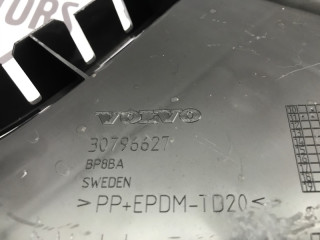 VOLVO
30796627
BP8BA
SWEDEN
>PP+EPDM-TD20<